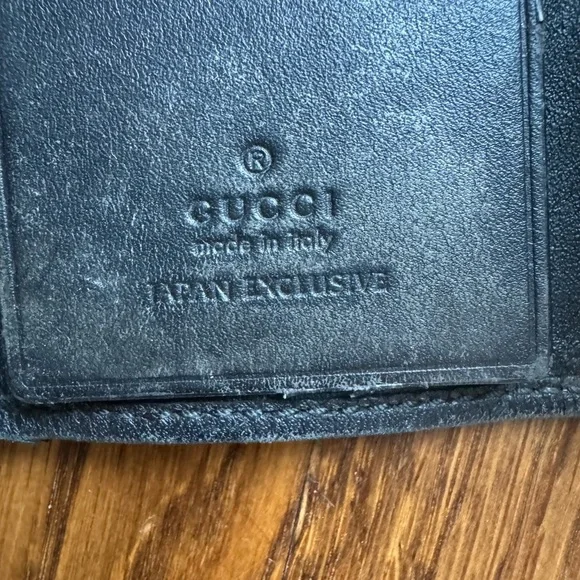 ®
GUCCI
made in italy
JAPAN EXCLUSIVE